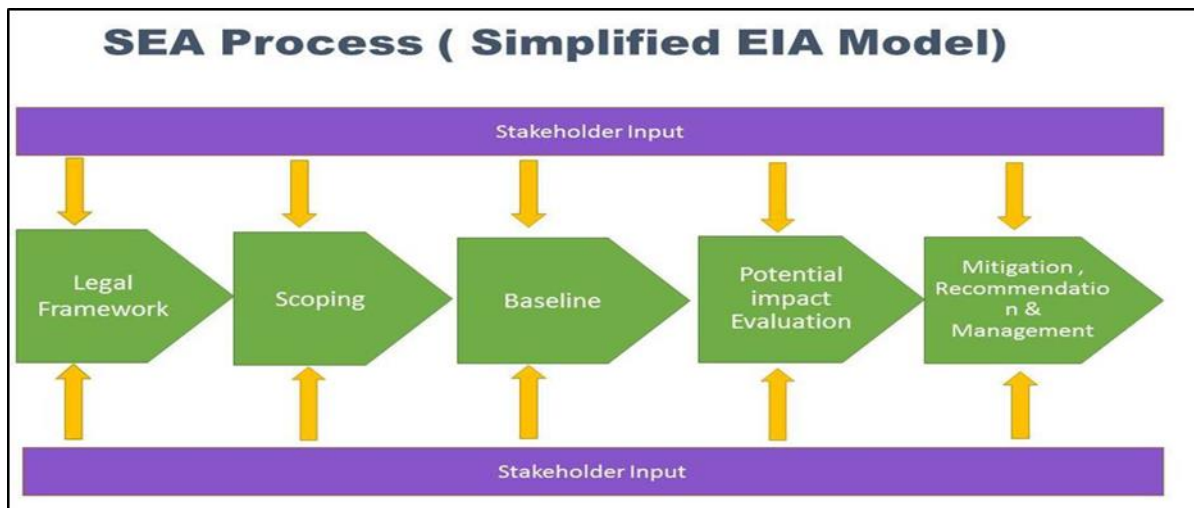 SEA Process ( Simplified EIA Model)
Stakeholder Input
Legal
Framework
Scoping
Baseline
Potential
impact
Evaluation
Mitigation ,
Recommendatio
n &
Management
Stakeholder Input